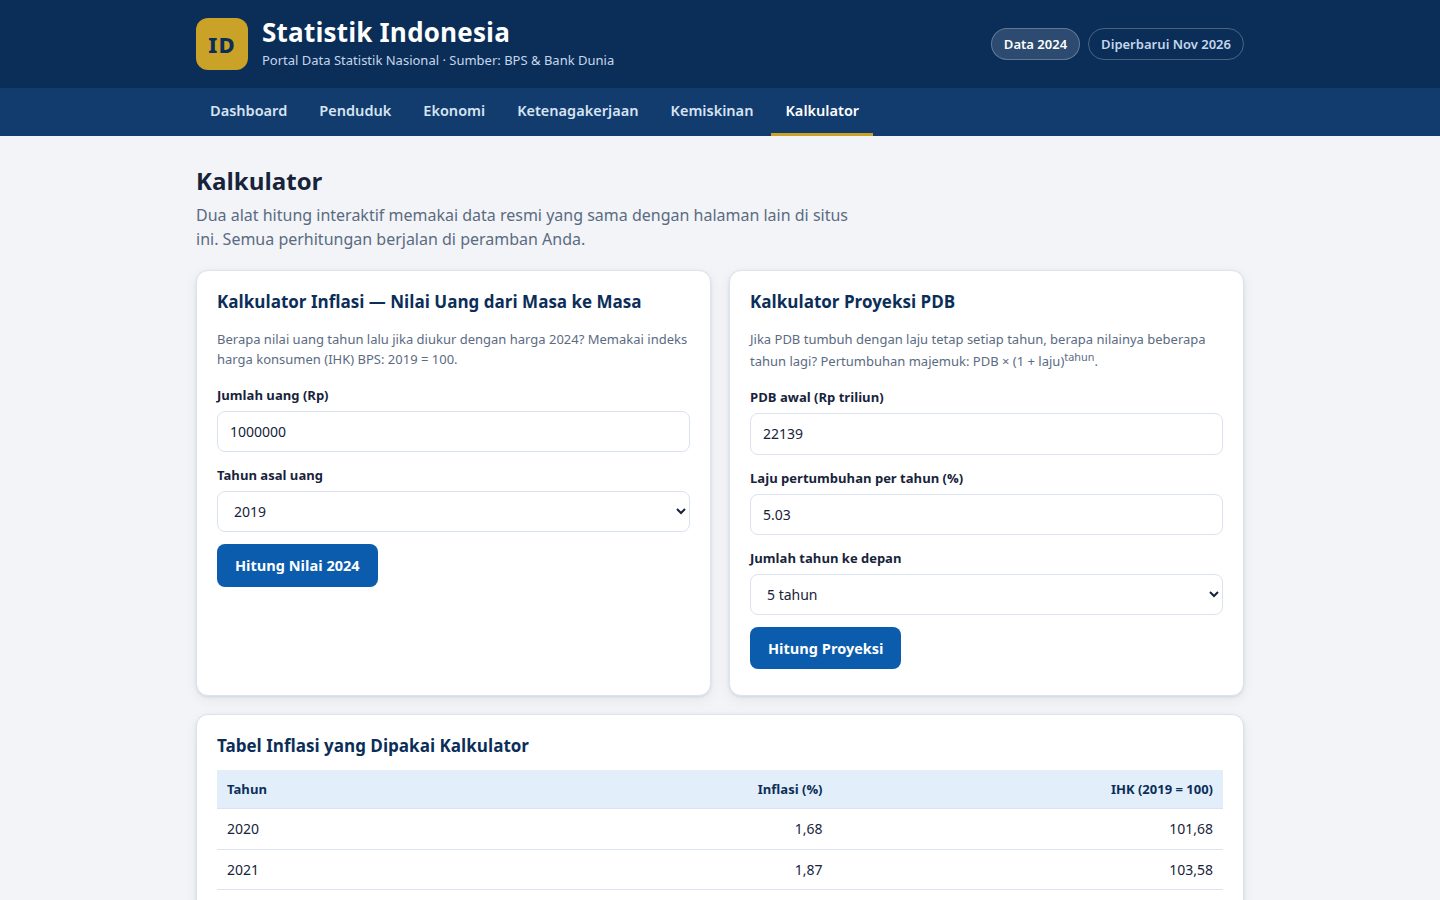 ID
Statistik Indonesia
Portal Data Statistik Nasional · Sumber: BPS & Bank Dunia
Data 2024
Diperbarui Nov 2026
Dashboard
Penduduk
Ekonomi
Ketenagakerjaan
Kemiskinan
Kalkulator
Kalkulator
Dua alat hitung interaktif memakai data resmi yang sama dengan halaman lain di situs
ini. Semua perhitungan berjalan di peramban Anda.
Kalkulator Inflasi — Nilai Uang dari Masa ke Masa
Berapa nilai uang tahun lalu jika diukur dengan harga 2024? Memakai indeks
harga konsumen (IHK) BPS: 2019 = 100.
Jumlah uang (Rp)
1000000
Tahun asal uang
2019
Hitung Nilai 2024
Kalkulator Proyeksi PDB
Jika PDB tumbuh dengan laju tetap setiap tahun, berapa nilainya beberapa
tahun lagi? Pertumbuhan majemuk: PDB × (1 + laju)tahun.
PDB awal (Rp triliun)
22139
Laju pertumbuhan per tahun (%)
5.03
Jumlah tahun ke depan
5 tahun
Hitung Proyeksi
Tabel Inflasi yang Dipakai Kalkulator
Tahun Inflasi (%) IHK (2019 = 100)
2020 1,68 101,68
2021 1,87 103,58